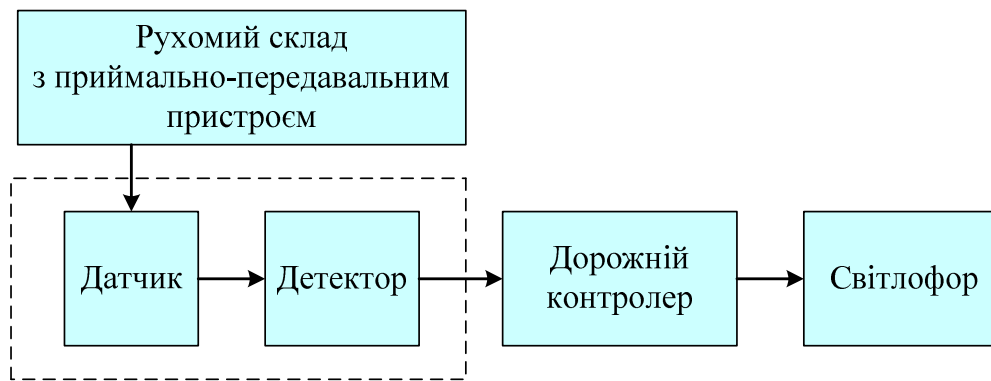 Рухомий склад
з приймально-передавальним
пристроєм
Датчик
Детектор
Дорожній
контролер
Світлофор